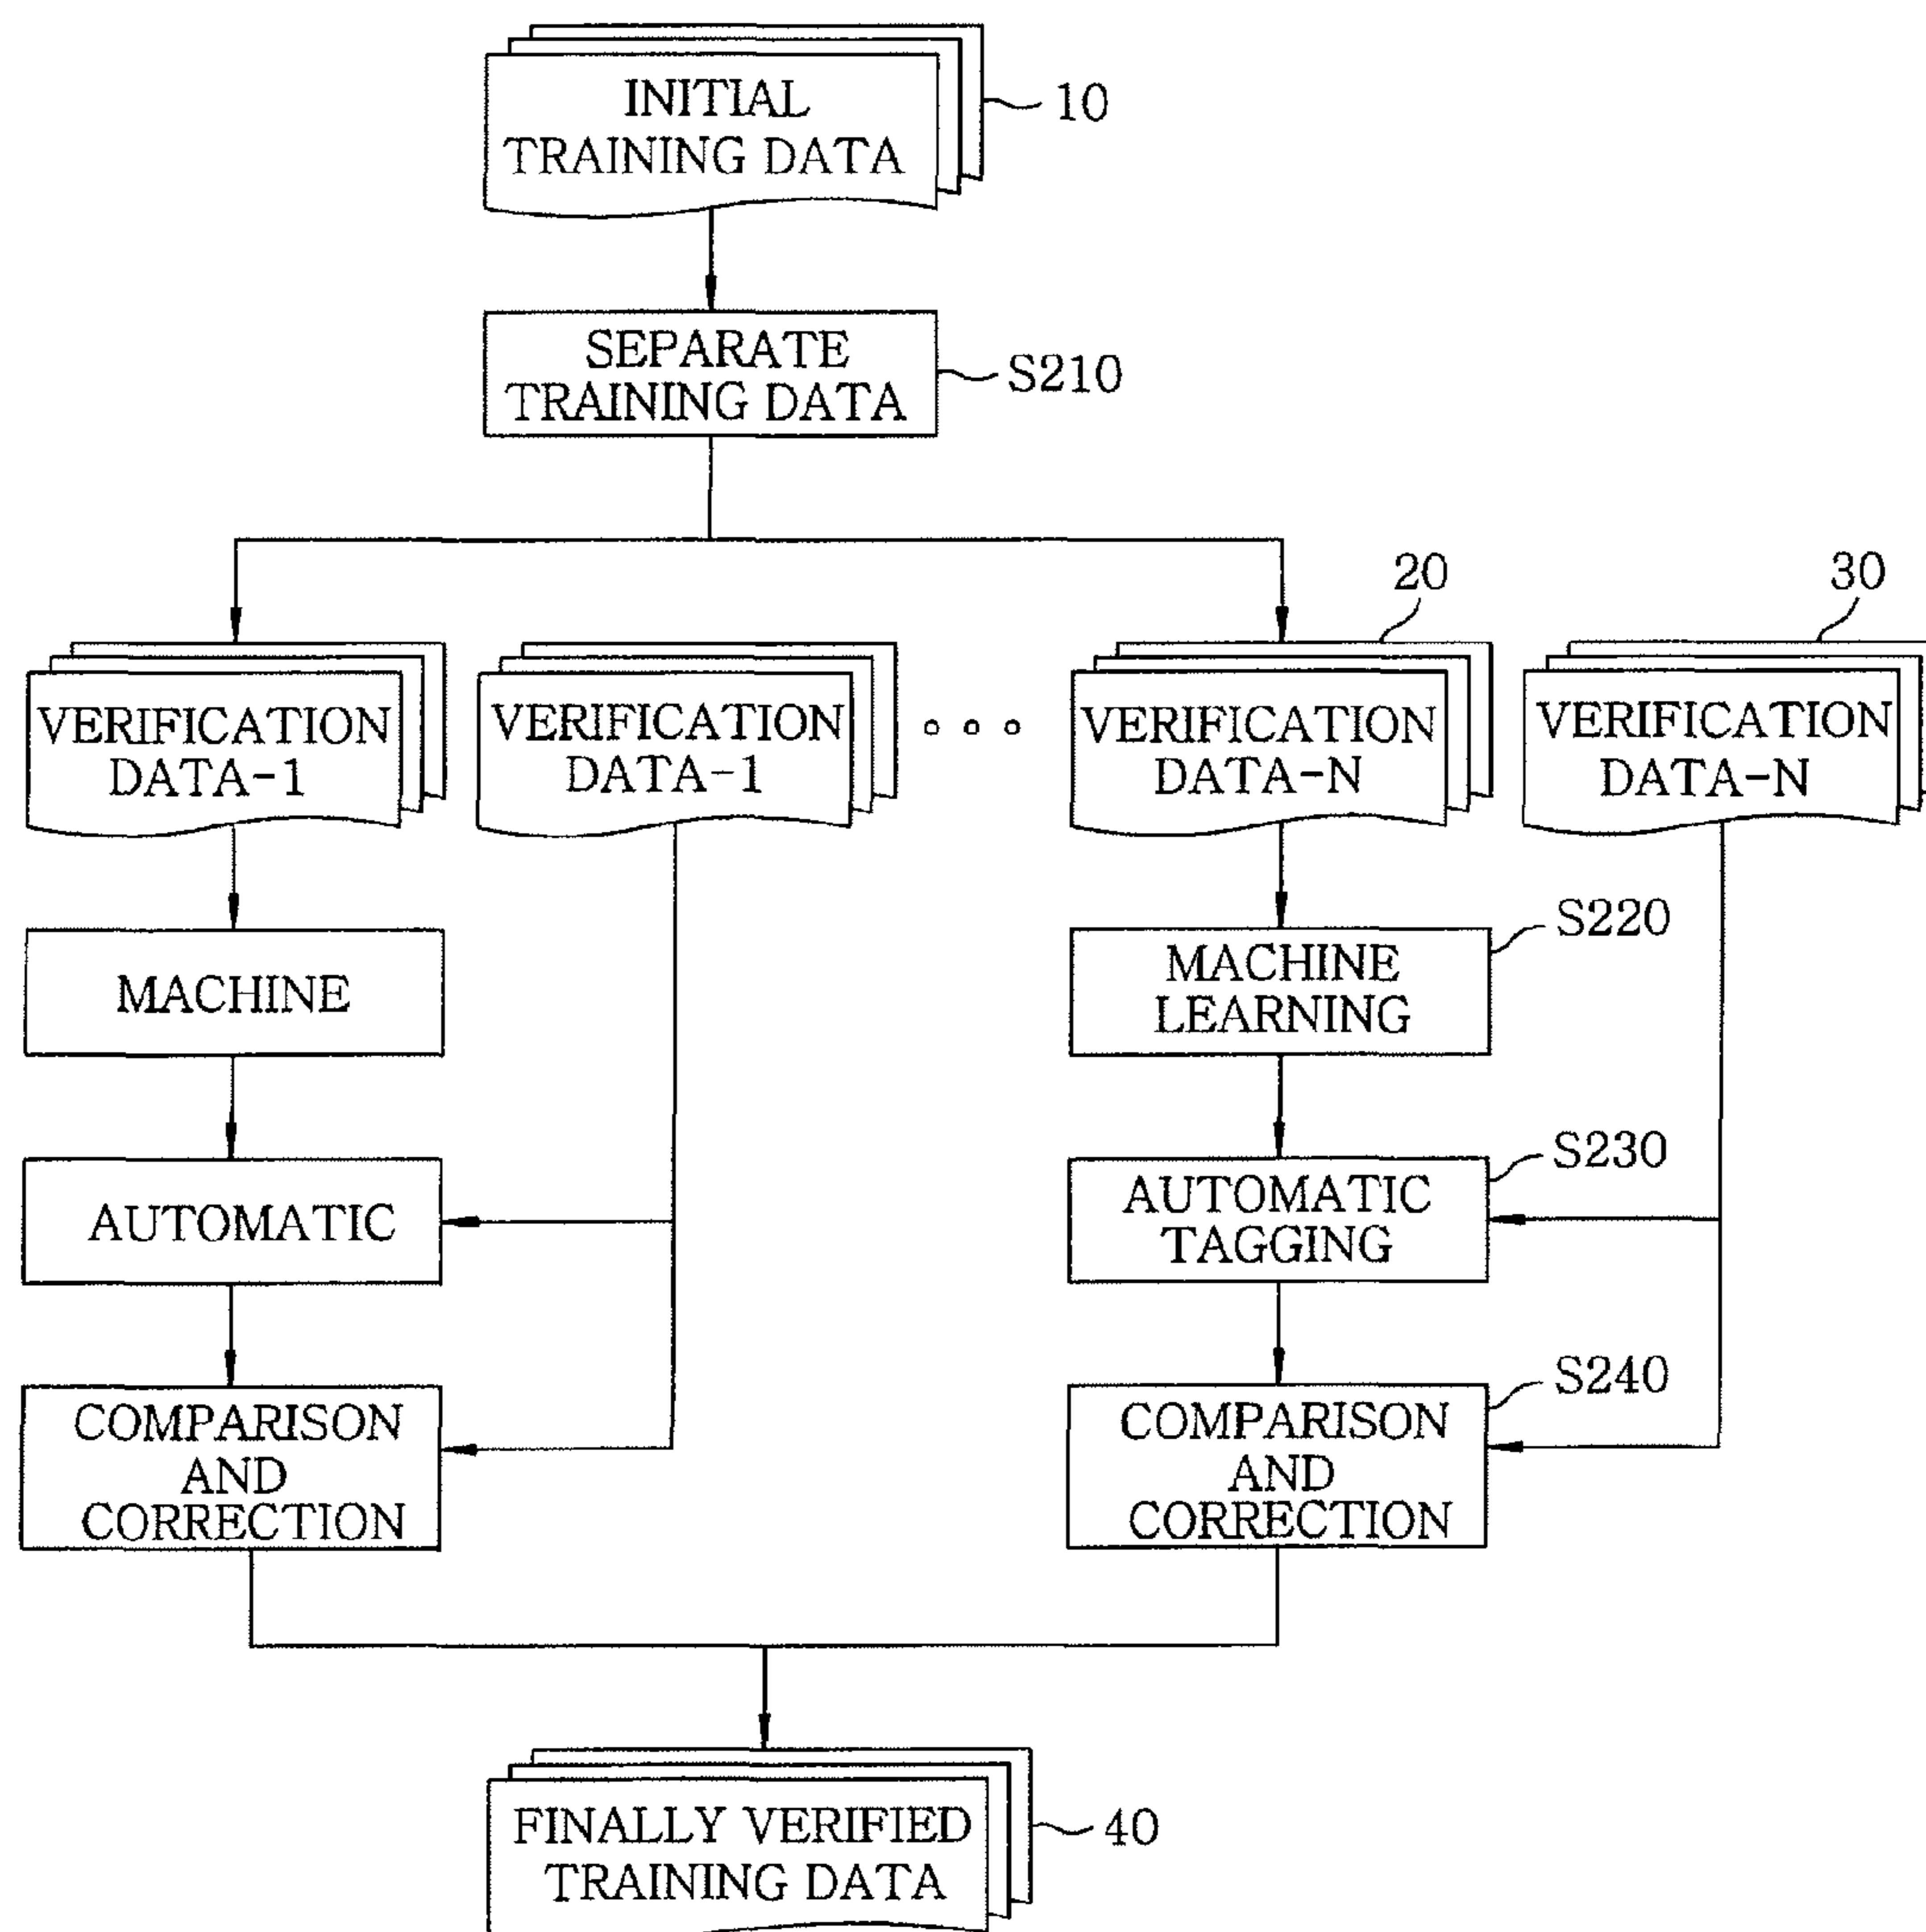 INITIAL
TRAINING DATA
10
SEPARATE
TRAINING DATA
S210
20
30
VERIFICATION
DATA-1
VERIFICATION
DATA-1
VERIFICATION
DATA-N
VERIFICATION
DATA-N
MACHINE
MACHINE
LEARNING
S220
AUTOMATIC
AUTOMATIC
TAGGING
S230
COMPARISON
AND
CORRECTION
COMPARISON
AND
CORRECTION
S240
FINALLY VERIFIED
TRAINING DATA
40